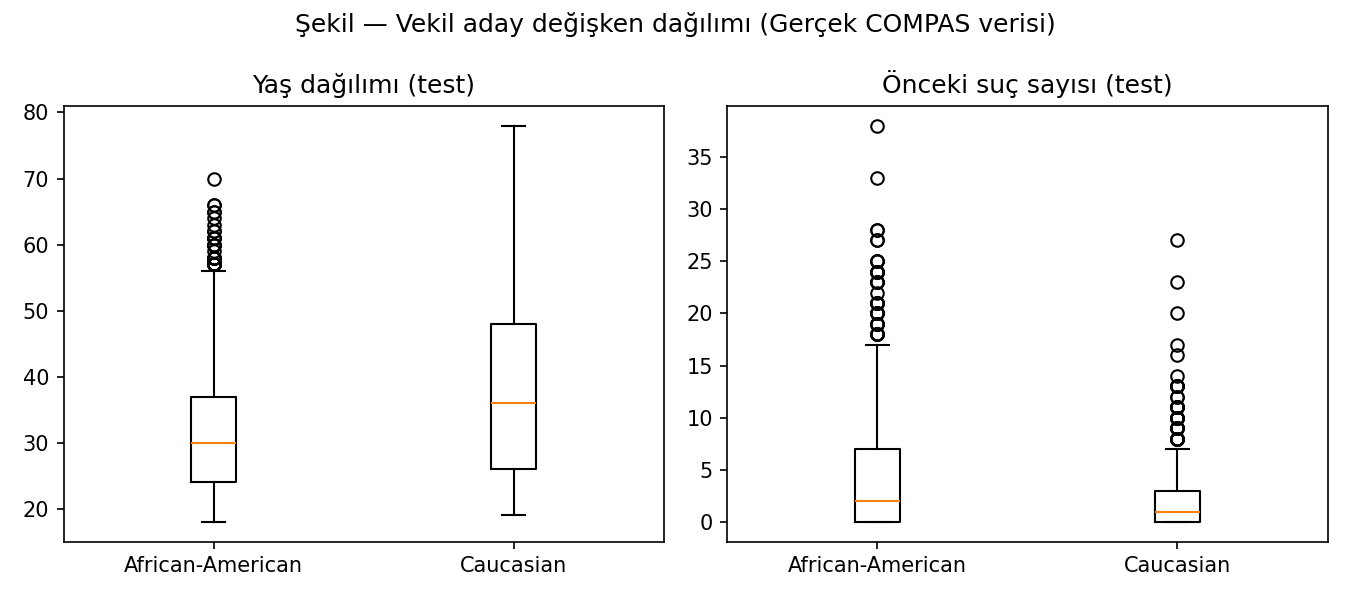 Şekil — Vekil aday değişken dağılımı (Gerçek COMPAS verisi)
Yaş dağılımı (test)
80
70
60
50
40
30
20
African-American
Caucasian
Önceki suç sayısı (test)
35
30
25
20
15
10
5
0
African-American
Caucasian